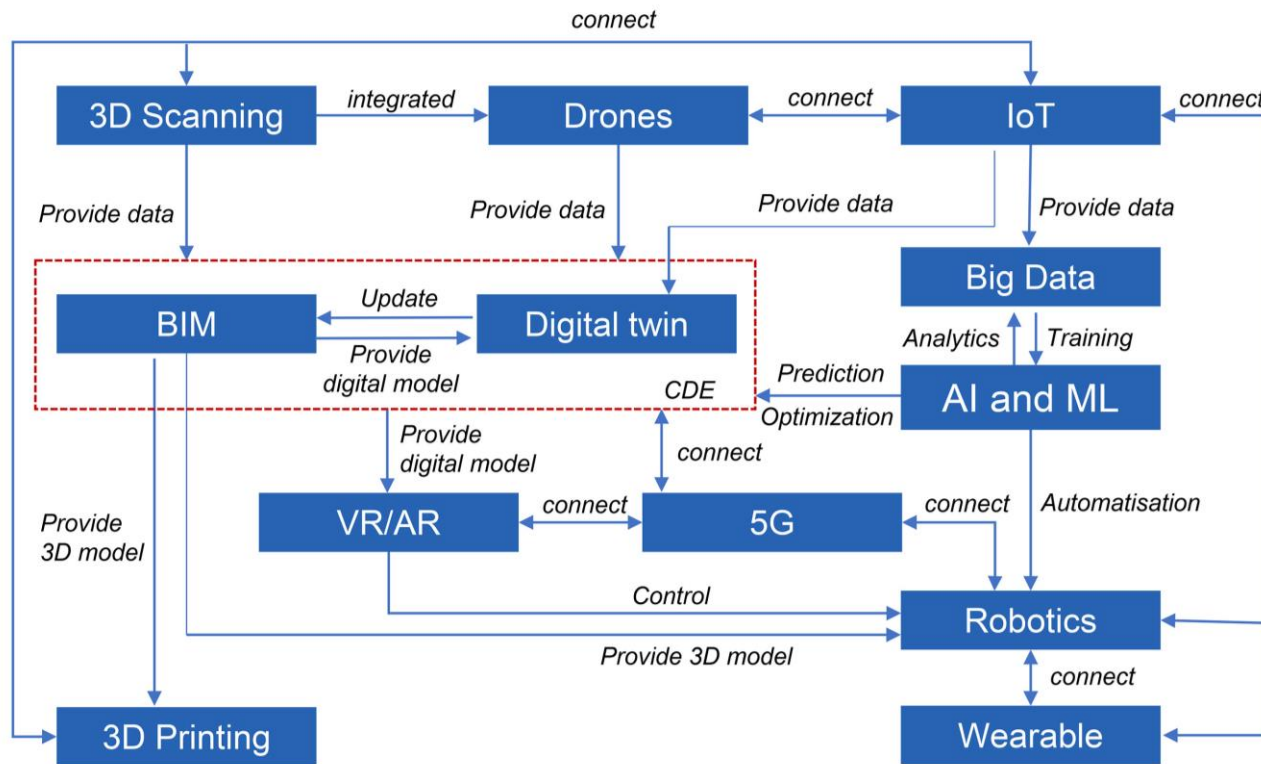 connect
3D Scanning
integrated
Drones
connect
IoT
connect
Provide data
Provide data
Provide data
Provide data
BIM
Update
Digital twin
Big Data
Provide
digital model
Analytics
Training
CDE
Prediction
Optimization
AI and ML
Provide
digital model
connect
Provide
3D model
VR/AR
connect
5G
connect
Automatisation
Control
Robotics
Provide 3D model
connect
3D Printing
Wearable